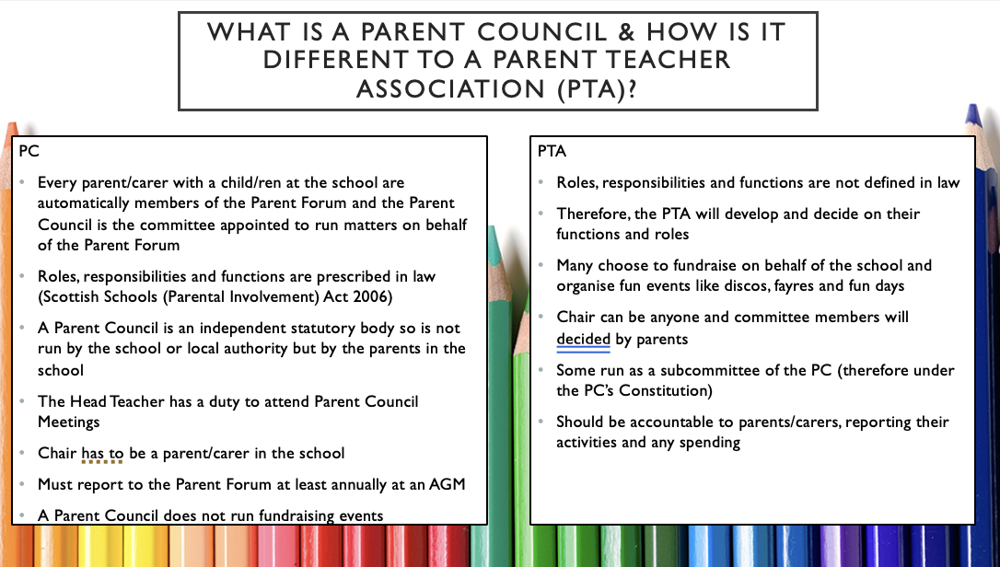 WHAT IS A PARENT COUNCIL & HOW IS IT
DIFFERENT TO A PARENT TEACHER
ASSOCIATION (PTA)?
PC
• Every parent/carer with a child/ren at the school are
automatically members of the Parent Forum and the Parent
Council is the committee appointed to run matters on behalf
of the Parent Forum
• Roles, responsibilities and functions are prescribed in law
(Scottish Schools (Parental Involvement) Act 2006)
• A Parent Council is an independent statutory body so is not
run by the school or local authority but by the parents in the
school
• The Head Teacher has a duty to attend Parent Council
Meetings
• Chair has to be a parent/carer in the school
• Must report to the Parent Forum at least annually at an AGM
• A Parent Council does not run fundraising events
PTA
• Roles, responsibilities and functions are not defined in law
• Therefore, the PTA will develop and decide on their
functions and roles
• Many choose to fundraise on behalf of the school and
organise fun events like discos, fayres and fun days
• Chair can be anyone and committee members will
decided by parents
• Some run as a subcommittee of the PC (therefore under
the PC's Constitution)
• Should be accountable to parents/carers, reporting their
activities and any spending